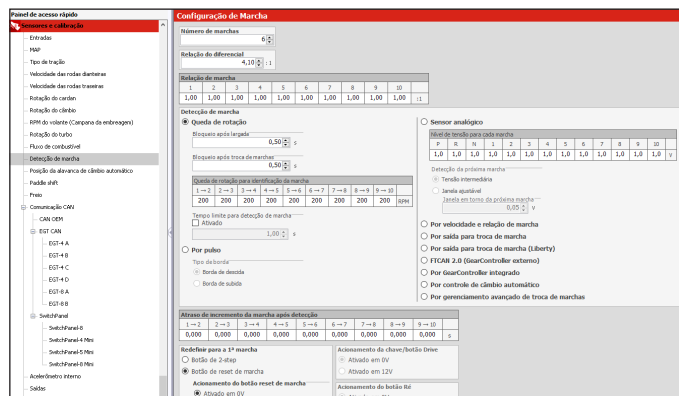 Painel de acesso rápido
Sensores e calibração
Entradas
MAP
Tipo de tração
Velocidade das rodas dianteiras
Velocidade das rodas traseiras
Rotação do cardan
Rotação do câmbio
RPM do volante (Campana da embreagem)
Rotação do turbo
Fluxo de combustível
Detecção de marcha
Posição da alavanca de câmbio automático
Paddle shift
Freio
Comunicação CAN
CAN OEM
EGT CAN
EGT-4 A
EGT-4 B
EGT-4 C
EGT-4 D
EGT-8 A
EGT-8 B
SwitchPanel
SwitchPanel-8
SwitchPanel-4 Mini
SwitchPanel-5 Mini
SwitchPanel-8 Mini
Acelerômetro interno
Saídas
Configuração de Marcha
Número de marchas
6
Relação do diferencial
4,10 :1
Relação de marcha
1 2 3 4 5 6 7 8 9 10
1,00 1,00 1,00 1,00 1,00 1,00 1,00 1,00 1,00 1,00 :1
Detecção de marcha
Queda de rotação
Bloqueio após largada
0,50 s
Bloqueio após troca de marchas
0,50 s
Queda de rotação para identificação da marcha
1→2 2→3 3→4 4→5 5→6 6→7 7→8 8→9 9→10
200 200 200 200 200 200 200 200 200 RPM
Tempo limite para detecção de marcha
Ativado
1,00 s
Por pulso
Tipo de borda
Borda de descida
Borda de subida
Sensor analógico
Nível de tensão para cada marcha
P R N 1 2 3 4 5 6 7 8 9 10
1,0 1,0 1,0 1,0 1,0 1,0 1,0 1,0 1,0 1,0 1,0 1,0 1,0 V
Detecção da próxima marcha
Tensão intermediária
Janela ajustável
Janela em torno da próxima marcha
0,05 V
Por velocidade e relação de marcha
Por saída para troca de marcha
Por saída para troca de marcha (Liberty)
FTCAN 2.0 (GearController externo)
Por GearController integrado
Por controle de câmbio automático
Por gerenciamento avançado de troca de marchas
Atraso de incremento da marcha após detecção
1→2 2→3 3→4 4→5 5→6 6→7 7→8 8→9 9→10
0,000 0,000 0,000 0,000 0,000 0,000 0,000 0,000 0,000 s
Redefinir para a 1ª marcha
Botão de 2-step
Botão de reset de marcha
Acionamento do botão reset de marcha
Ativado em 0V
Acionamento da chave/botão Drive
Ativado em 0V
Ativado em 12V
Acionamento do botão Ré